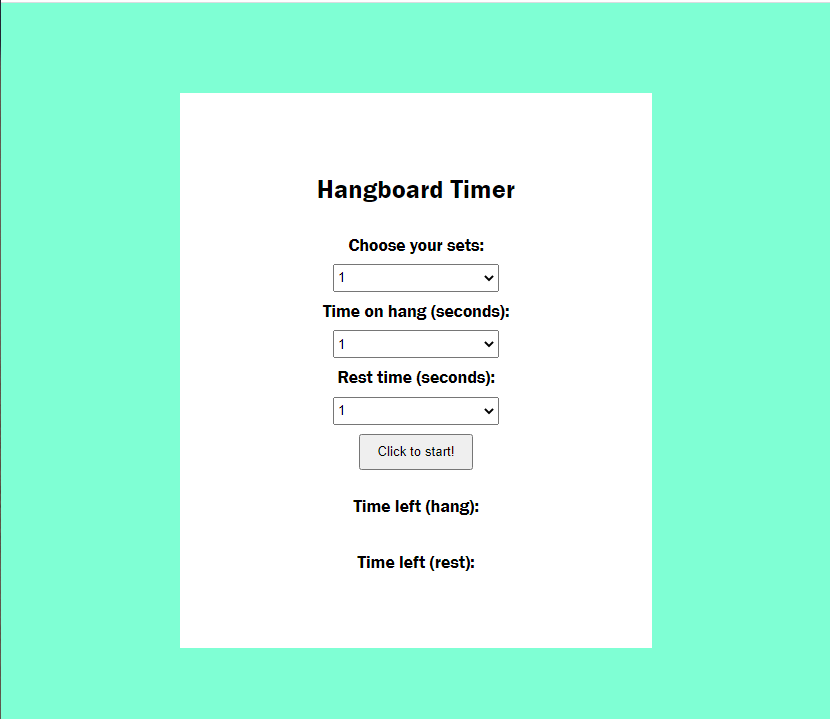 Hangboard Timer
Choose your sets:
1
Time on hang (seconds):
1
Rest time (seconds):
1
Click to start!
Time left (hang):
Time left (rest):